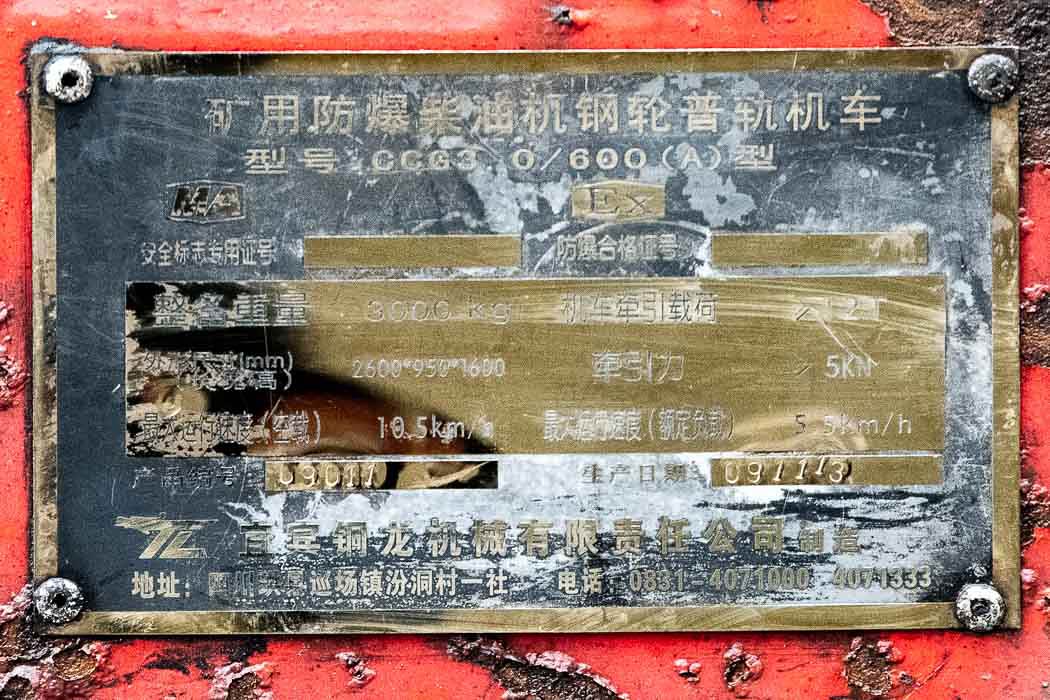 矿用防爆柴油机钢轮普轨机车
型号 CCG3.0/600(A)型
MA Ex
安全标志专用证号 防爆合格证号
整备重量 3000 kg 机车牵引载荷
外形尺寸(mm) 2600*950*1600 牵引力 5KN
高)
最大运行速度(空载) 10.5km/h 最大运行速度(额定负载) 5.5km/h
产品编号 09011 生产日期 091113
宜宾铜龙机械有限责任公司 制造
地址: 四川 巡场镇汾洞村一社 电话: 0831-4071000 4071333